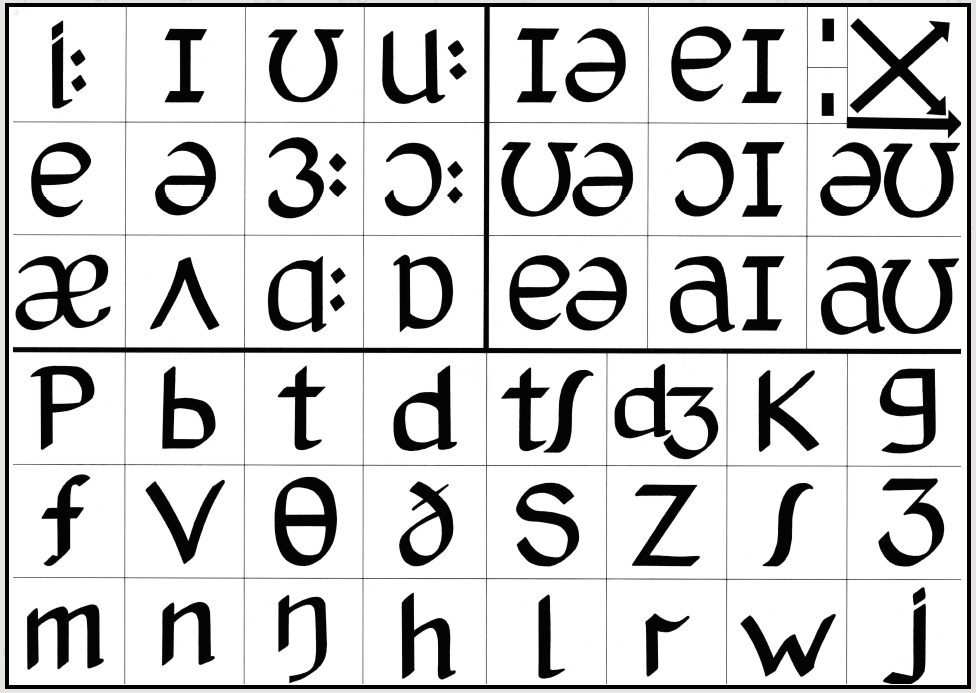 iː ɪ ʊ uː ɪə eɪ ˈ ˌ
e ə ɜː ɔː ʊə ɔɪ əʊ
æ ʌ ɑː ɒ eə aɪ aʊ
p b t d tʃ dʒ k g
f v θ ð s z ʃ ʒ
m n ŋ h l r w j